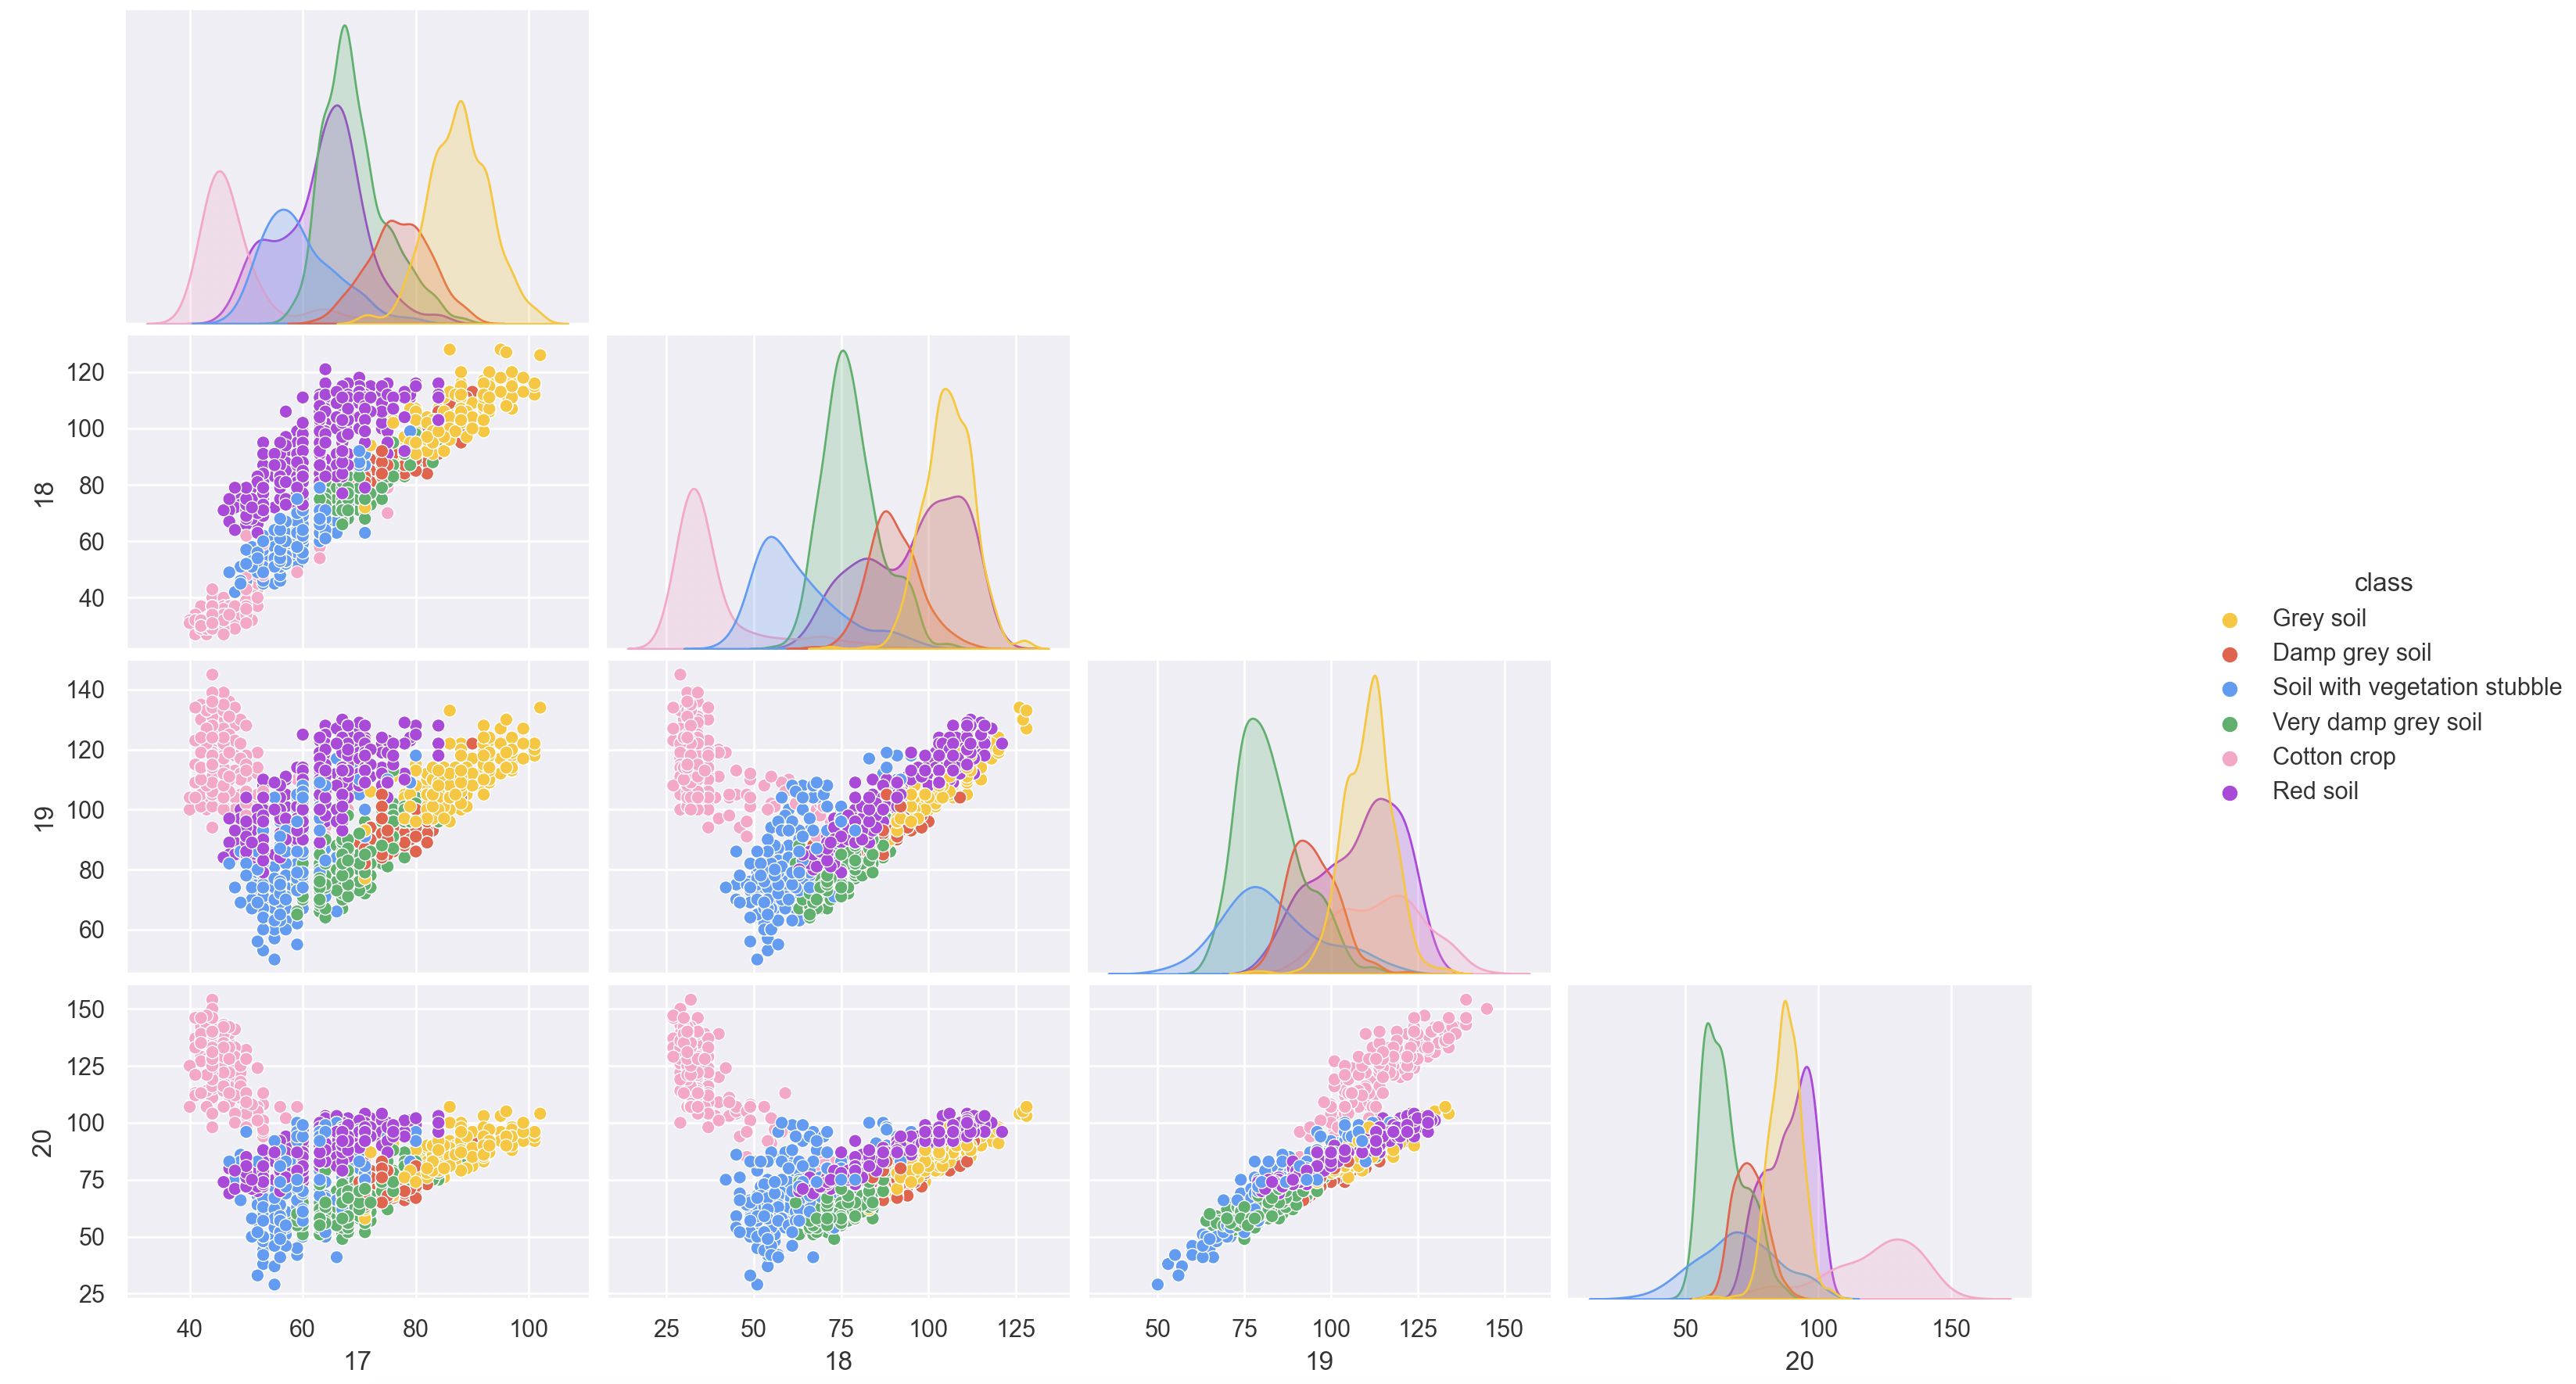 120
100
80
60
40
18
140
120
100
80
60
19
150
125
100
75
50
25
20
40 60 80 100
17
25 50 75 100 125
18
50 75 100 125 150
19
50 100 150
20
class
Grey soil
Damp grey soil
Soil with vegetation stubble
Very damp grey soil
Cotton crop
Red soil